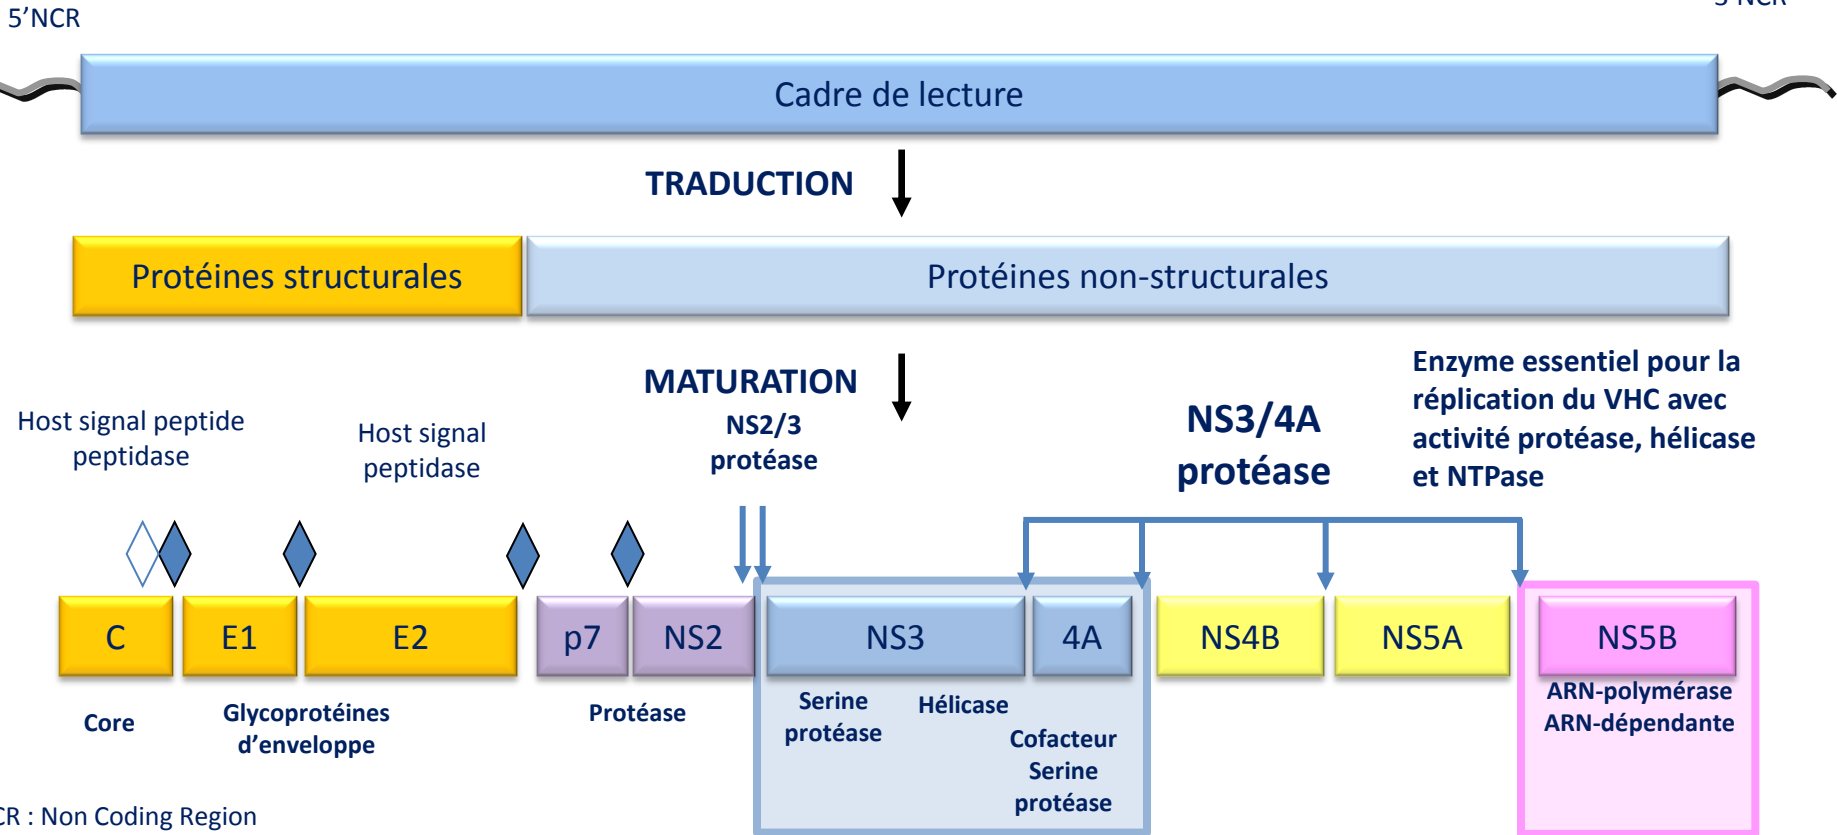 5'NCR
3'NCR
Cadre de lecture
TRADUCTION
Protéines structurales
Protéines non-structurales
MATURATION
Enzyme essentiel pour la
réplication du VHC avec
activité protéase, hélicase
et NTPase
Host signal peptide
peptidase
Host signal
peptidase
NS2/3
protéase
NS3/4A
protéase
C
E1
E2
p7
NS2
NS3
4A
NS4B
NS5A
NS5B
Core
Glycoprotéines
d'enveloppe
Protéase
Serine
protéase
Hélicase
Cofacteur
Serine
protéase
ARN-polymérase
ARN-dépendante
CR : Non Coding Region